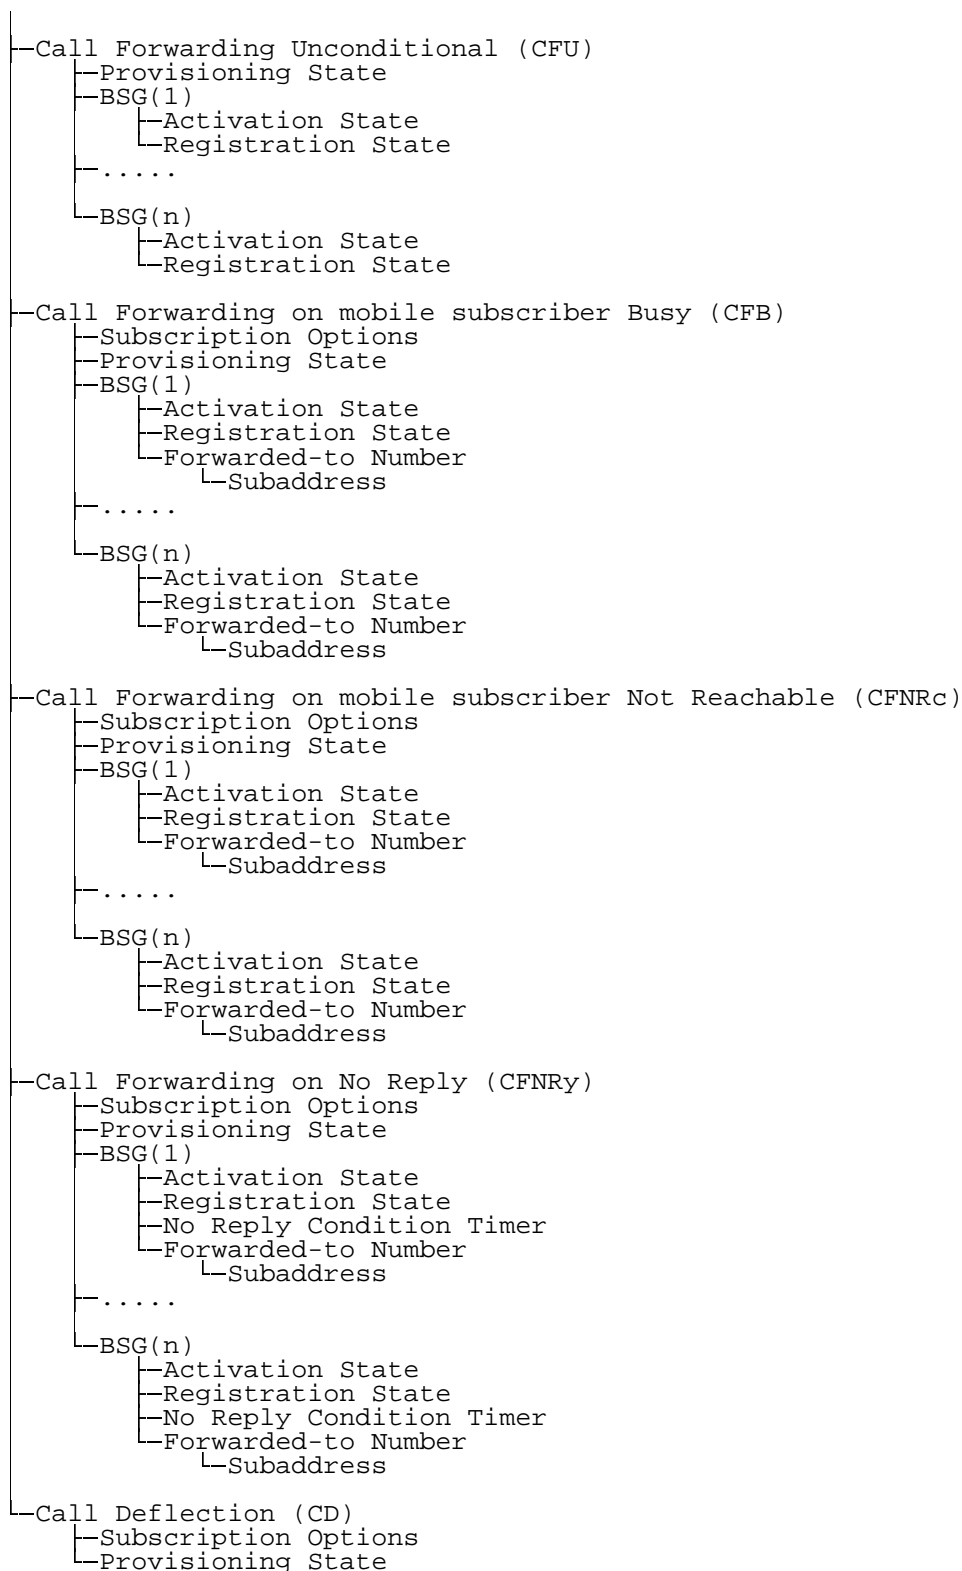 Call Forwarding Unconditional (CFU)
Provisioning State
BSG(1)
Activation State
Registration State
.....
BSG(n)
Activation State
Registration State
Call Forwarding on mobile subscriber Busy (CFB)
Subscription Options
Provisioning State
BSG(1)
Activation State
Registration State
Forwarded-to Number
Subaddress
.....
BSG(n)
Activation State
Registration State
Forwarded-to Number
Subaddress
Call Forwarding on mobile subscriber Not Reachable (CFNRc)
Subscription Options
Provisioning State
BSG(1)
Activation State
Registration State
Forwarded-to Number
Subaddress
.....
BSG(n)
Activation State
Registration State
Forwarded-to Number
Subaddress
Call Forwarding on No Reply (CFNRy)
Subscription Options
Provisioning State
BSG(1)
Activation State
Registration State
No Reply Condition Timer
Forwarded-to Number
Subaddress
.....
BSG(n)
Activation State
Registration State
No Reply Condition Timer
Forwarded-to Number
Subaddress
Call Deflection (CD)
Subscription Options
Provisioning State